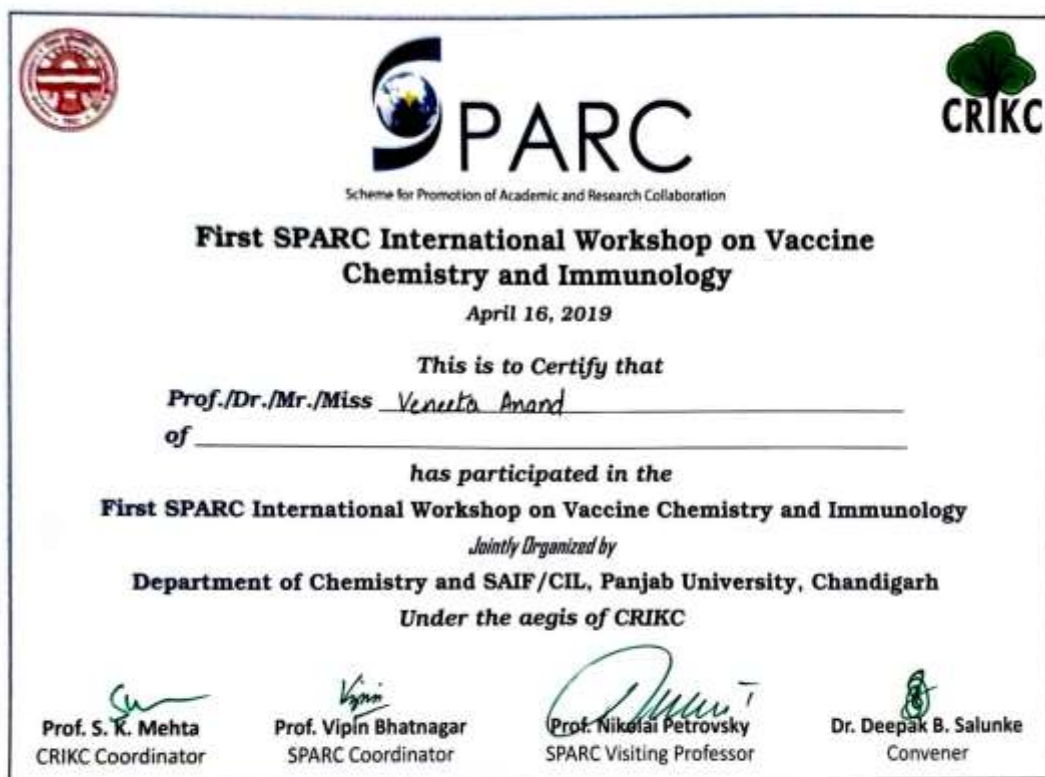 SPARC
CRIKC
Scheme for Promotion of Academic and Research Collaboration
First SPARC International Workshop on Vaccine
Chemistry and Immunology
April 16, 2019
This is to Certify that
Prof./Dr./Mr./Miss Veneeta Anand
of
has participated in the
First SPARC International Workshop on Vaccine Chemistry and Immunology
Jointly Organized by
Department of Chemistry and SAIF/CIL, Panjab University, Chandigarh
Under the aegis of CRIKC
Vipin
Prof. S. K. Mehta
CRIKC Coordinator
Prof. Vipin Bhatnagar
SPARC Coordinator
Prof. Nikolai Petrovsky
SPARC Visiting Professor
Dr. Deepak B. Salunke
Convener